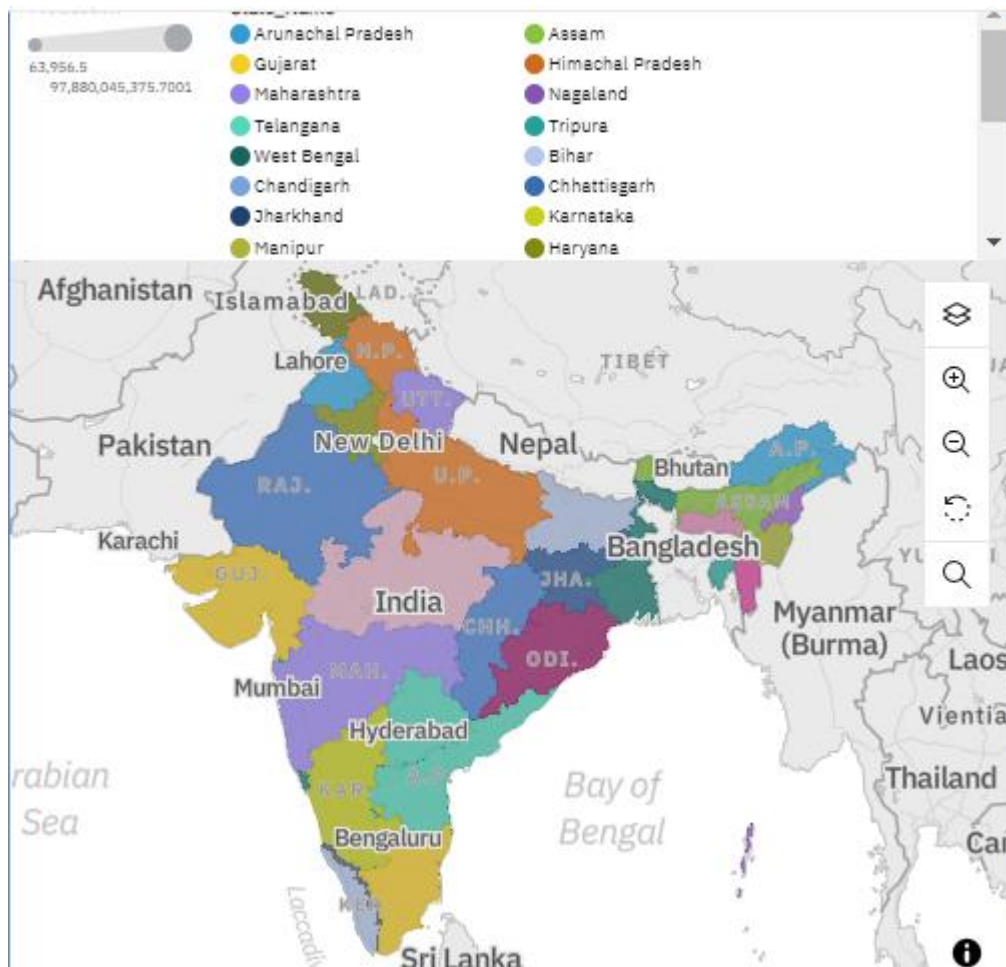 State_Name
63,956.5
97,880,045,375.7001
Arunachal Pradesh
Assam
Gujarat
Himachal Pradesh
Maharashtra
Nagaland
Telangana
Tripura
West Bengal
Bihar
Chandigarh
Chhattisgarh
Jharkhand
Karnataka
Manipur
Haryana
Afghanistan
Islamabad
LAD.
Lahore
H.P.
TIBET
UTT.
Pakistan
New Delhi
Nepal
Bhutan
A.P.
RAJ.
U.P.
ASSAM
Karachi
Bangladesh
GUJ.
India
JHA.
Myanmar
(Burma)
CHH.
ODI.
Laos
Mumbai
MAH.
Hyderabad
Vientia
rabian
Sea
KAR.
Bay of
Bengal
Thailand
Bengaluru
Laccadiv
Sri Lanka